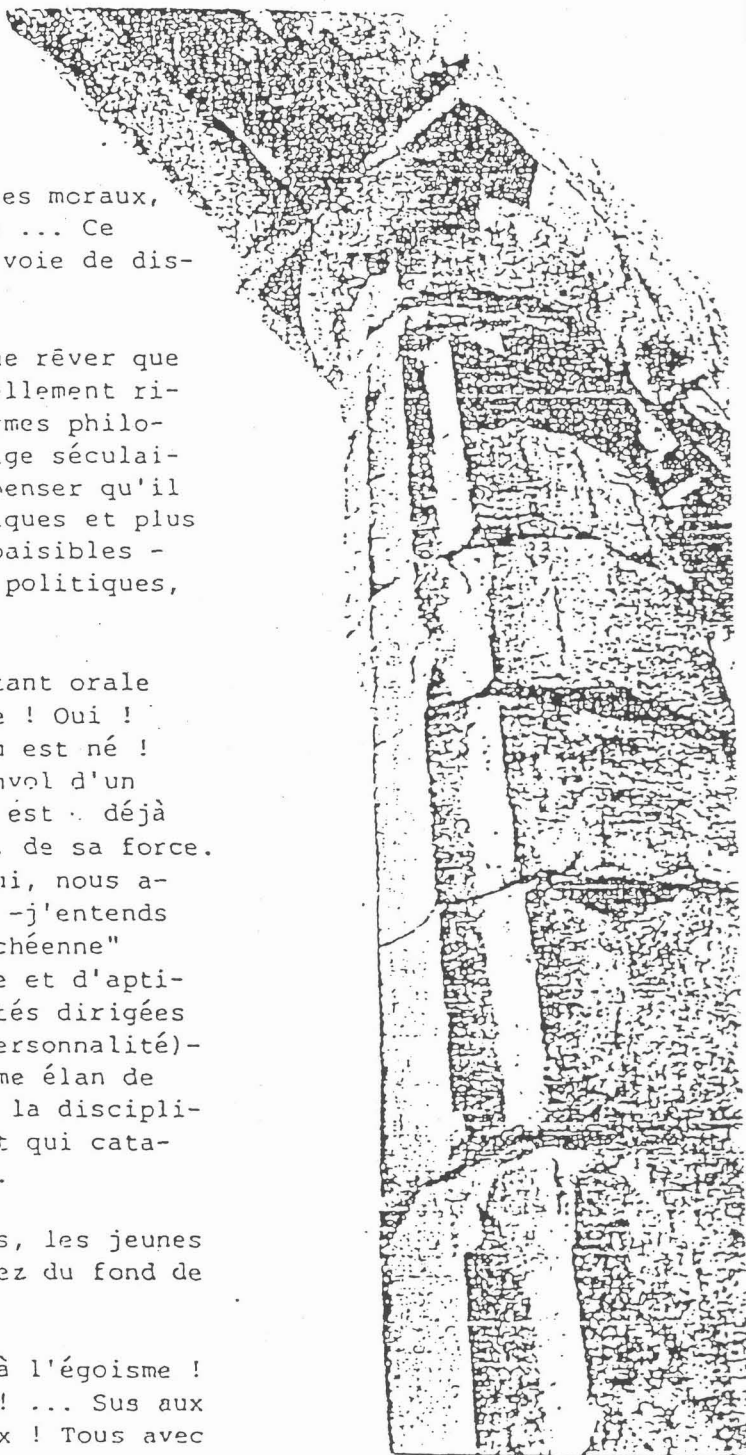 es moraux,
... Ce
voie de dis-
ne rêver que
ellement ri-
rmes philo-
ge séculai-
penser qu'il
iques et plus
paisibles -
politiques,
tant orale
e ! Oui !
n est né !
nvol d'un
est déjà
de sa force.
ui, nous a-
-j'entends
chéenne"
e et d'apti-
tés dirigées
ersonnalité)-
me élan de
la discipli-
t qui cata-
s, les jeunes
ez du fond de
à l'égoisme !
! ... Sus aux
x ! Tous avec